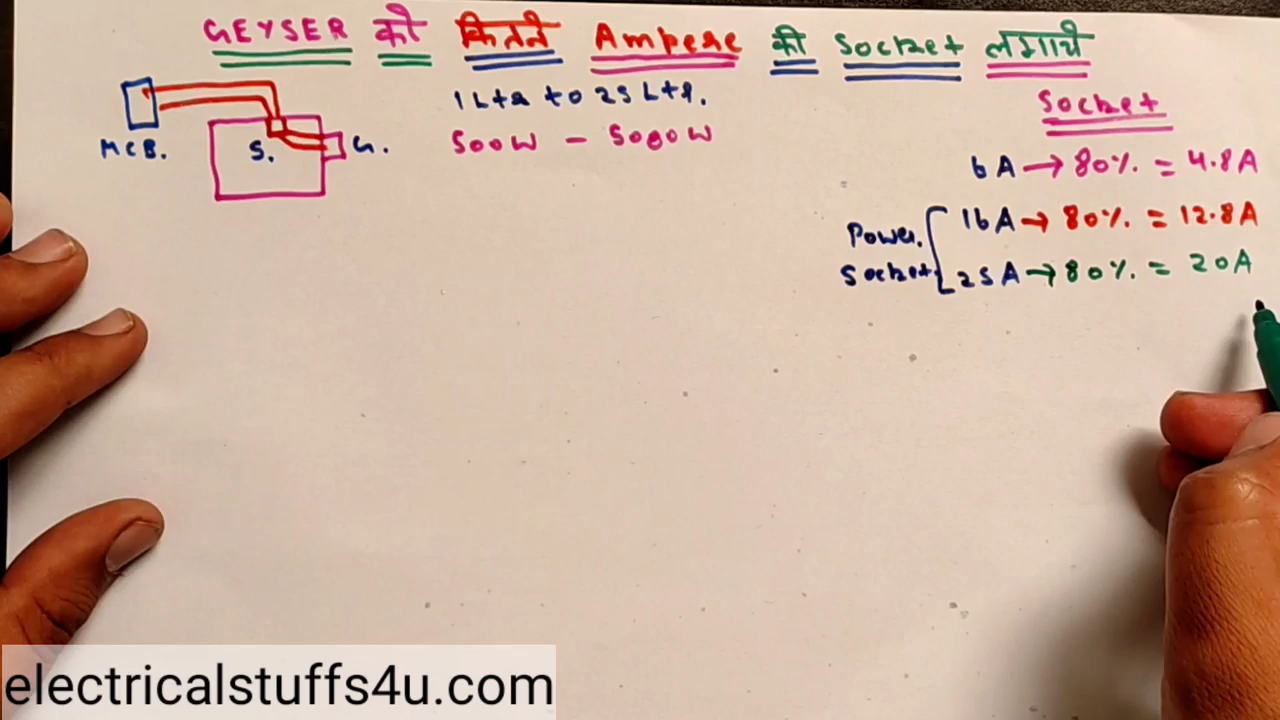 GEYSER को कितने Ampere की Socket लगाये
1 Ltr to 25 Ltr.
500W - 5000W
MCB.
S.
G.
Socket
6A → 80% = 4.8A
Power Socket
16A → 80% = 12.8A
25A → 80% = 20A
electricalstuffs4u.com